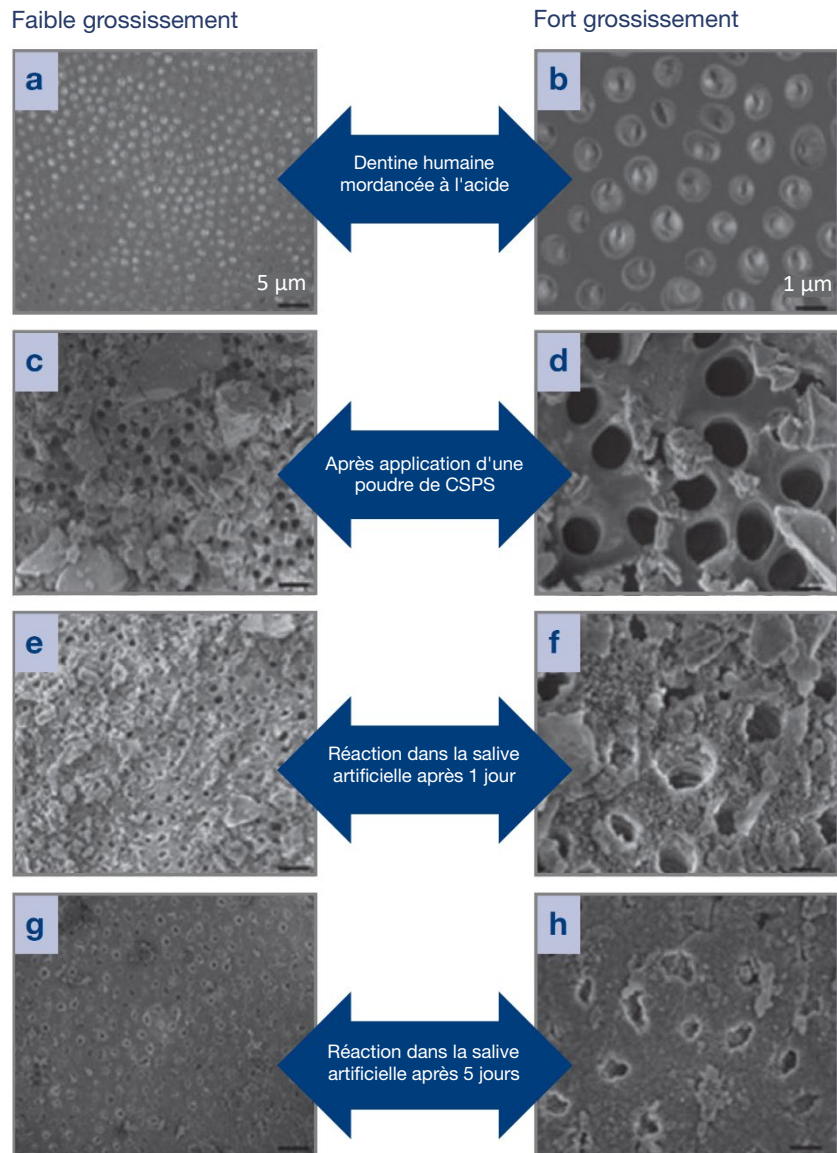 Faible grossissement
Fort grossissement
a
b
Dentine humaine
mordancée à l'acide
5 µm
1 µm
c
d
Après application d'une
poudre de CSPS
e
f
Réaction dans la salive
artificielle après 1 jour
g
h
Réaction dans la salive
artificielle après 5 jours